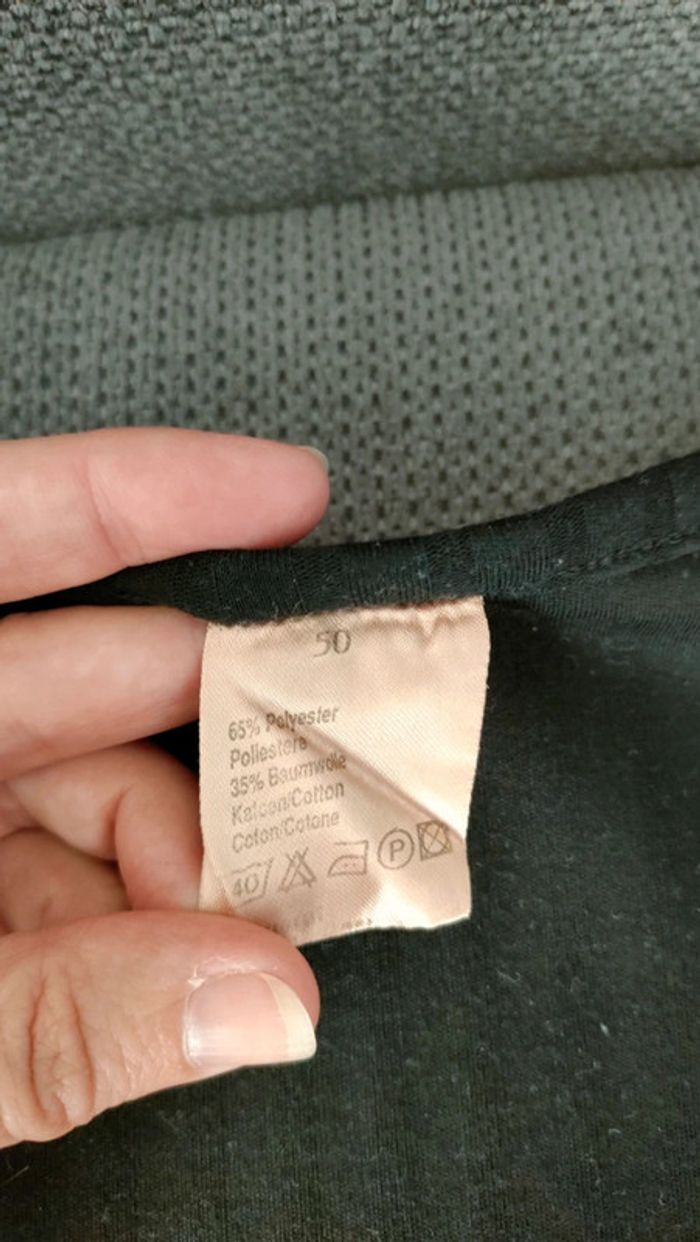 50
65% Polyester
Poliestere
35% Baumwolle
Katoen/Cotton
Coton/Cotone
40 P